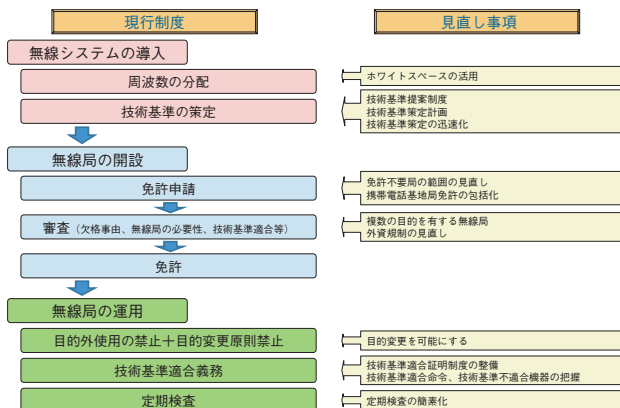 現行制度
見直し事項
無線システムの導入
周波数の分配
ホワイトスペースの活用
技術基準の策定
技術基準提案制度
技術基準策定計画
技術基準策定の迅速化
無線局の開設
免許申請
免許不要局の範囲の見直し
携帯電話基地局免許の包括化
審査（欠格事由、無線局の必要性、技術基準適合等）
複数の目的を有する無線局
外資規制の見直し
免許
無線局の運用
目的外使用の禁止＋目的変更原則禁止
目的変更を可能にする
技術基準適合義務
技術基準適合証明制度の整備
技術基準適合命令、技術基準不適合機器の把握
定期検査
定期検査の簡素化